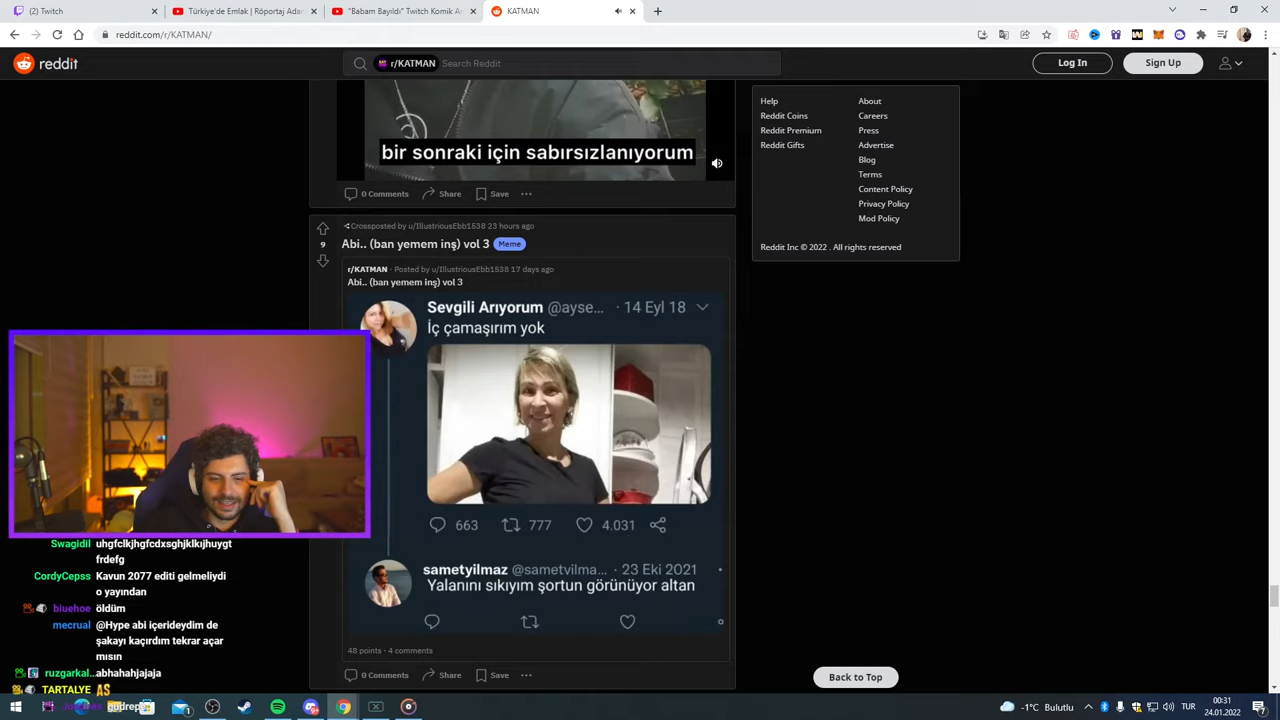 (2) Twitch
Türkiye'de Emlak | Röportaj Adam
"Babam Bayıldı" Twitch Komik An
KATMAN
reddit.com/r/KATMAN/
reddit
r/KATMAN
Search Reddit
Log In
Sign Up
bir sonraki için sabırsızlanıyorum
0 Comments
Share
Save
Help
About
Reddit Coins
Careers
Reddit Premium
Press
Reddit Gifts
Advertise
Blog
Terms
Content Policy
Privacy Policy
Mod Policy
Reddit Inc © 2022 . All rights reserved
Crossposted by u/IllustriousEbb1538 23 hours ago
9
Abi.. (ban yemem inş) vol 3 Meme
r/KATMAN · Posted by u/IllustriousEbb1538 17 days ago
Abi.. (ban yemem inş) vol 3
Sevgili Arıyorum @ayse... · 14 Eyl 18
İç çamaşırım yok
663 777 4.031
sametyilmaz @sametvilma... · 23 Eki 2021
Yalanını sıkıyım şortun görünüyor altan
48 points · 4 comments
0 Comments
Share
Save
Back to Top
Swagldil uhgfclkjhgfcdxsghjklkıjhuygt
frdefg
CordyCepss Kavun 2077 editi gelmeliydi
o yayından
biuehoe öldüm
mecrual @Hype abi içerideydim de
şakayı kaçırdım tekrar açar
mısın
ruzgarkal... abhahahjajaja
TARTALYE AS
-1°C Bulutlu
TUR
00:31
24.01.2022